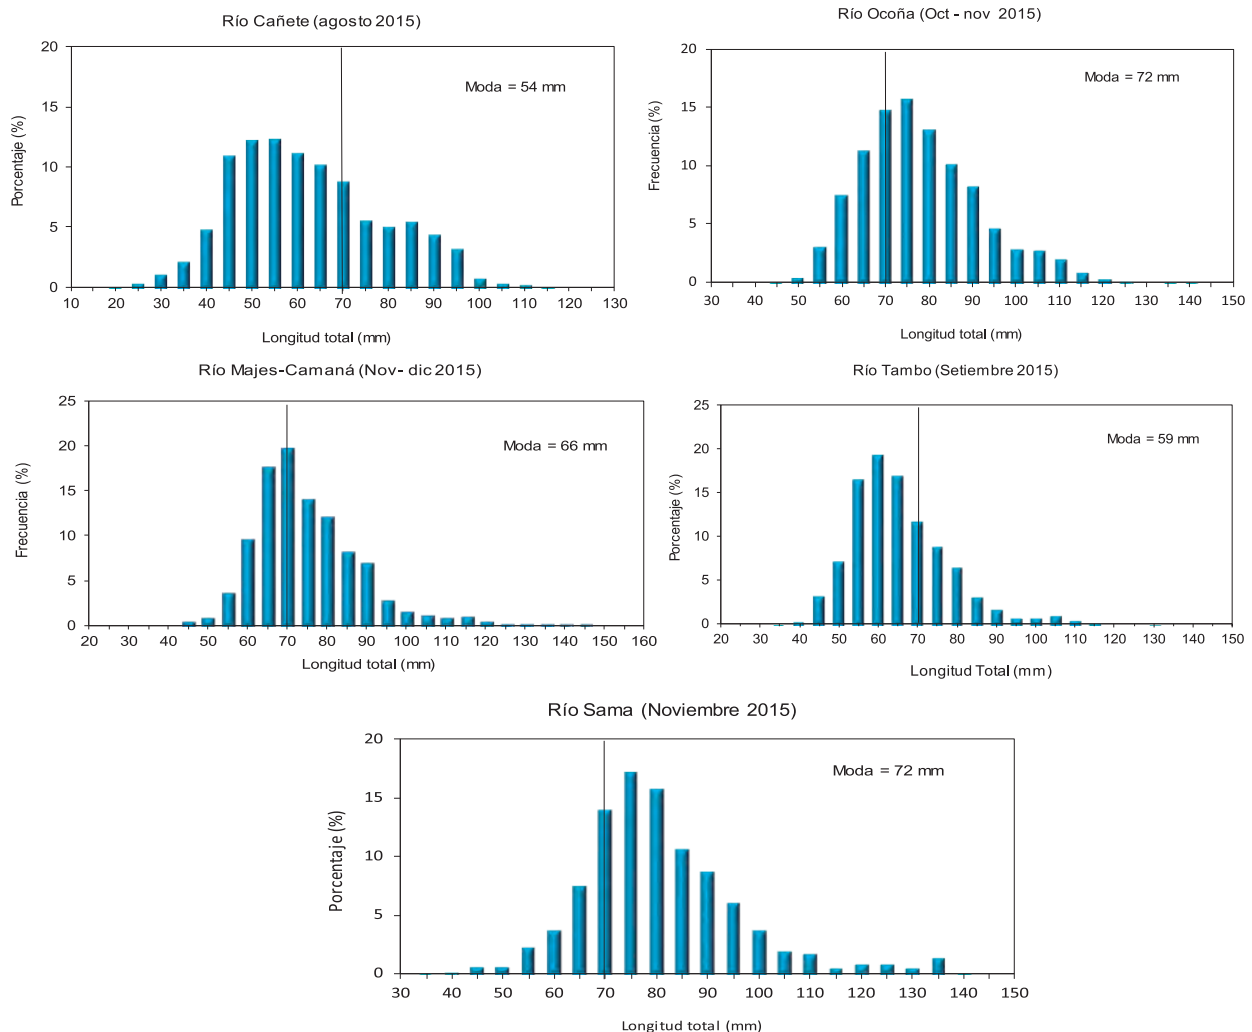 Río Cañete (agosto 2015)
20
15
10
5
0
Porcentaje (%)
Moda = 54 mm
10 20 30 40 50 60 70 80 90 100 110 120 130
Longitud total (mm)
Río Ocoña (Oct - nov 2015)
20
15
10
5
0
Frecuencia (%)
Moda = 72 mm
30 40 50 60 70 80 90 100 110 120 130 140 150
Longitud total (mm)
Río Majes-Camaná (Nov- dic 2015)
25
20
15
10
5
0
Frecuencia (%)
Moda = 66 mm
20 30 40 50 60 70 80 90 100 110 120 130 140 150 160
Longitud total (mm)
Río Tambo (Setiembre 2015)
25
20
15
10
5
0
Porcentaje (%)
Moda = 59 mm
20 30 40 50 60 70 80 90 100 110 120 130 140 150
Longitud Total (mm)
Río Sama (Noviembre 2015)
20
15
10
5
0
Porcentaje (%)
Moda = 72 mm
30 40 50 60 70 80 90 100 110 120 130 140 150
Longitud total (mm)